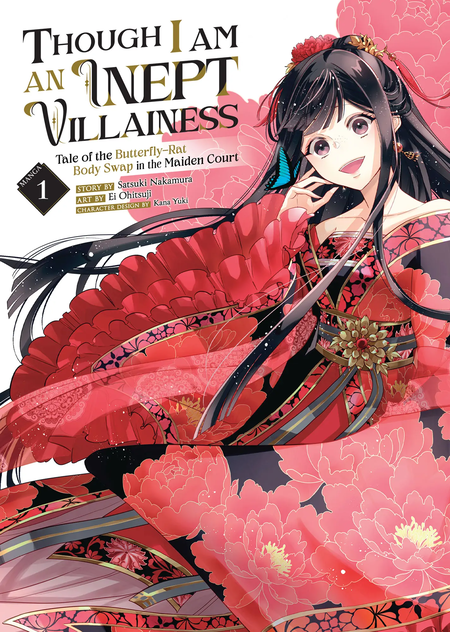 THOUGH I AM
AN INEPT
VILLAINESS
Tale of the Butterfly-Rat
Body Swap in the Maiden Court
MANGA
1
STORY BY Satsuki Nakamura
ART BY Ei Ohitsuji
CHARACTER DESIGN BY Kana Yuki